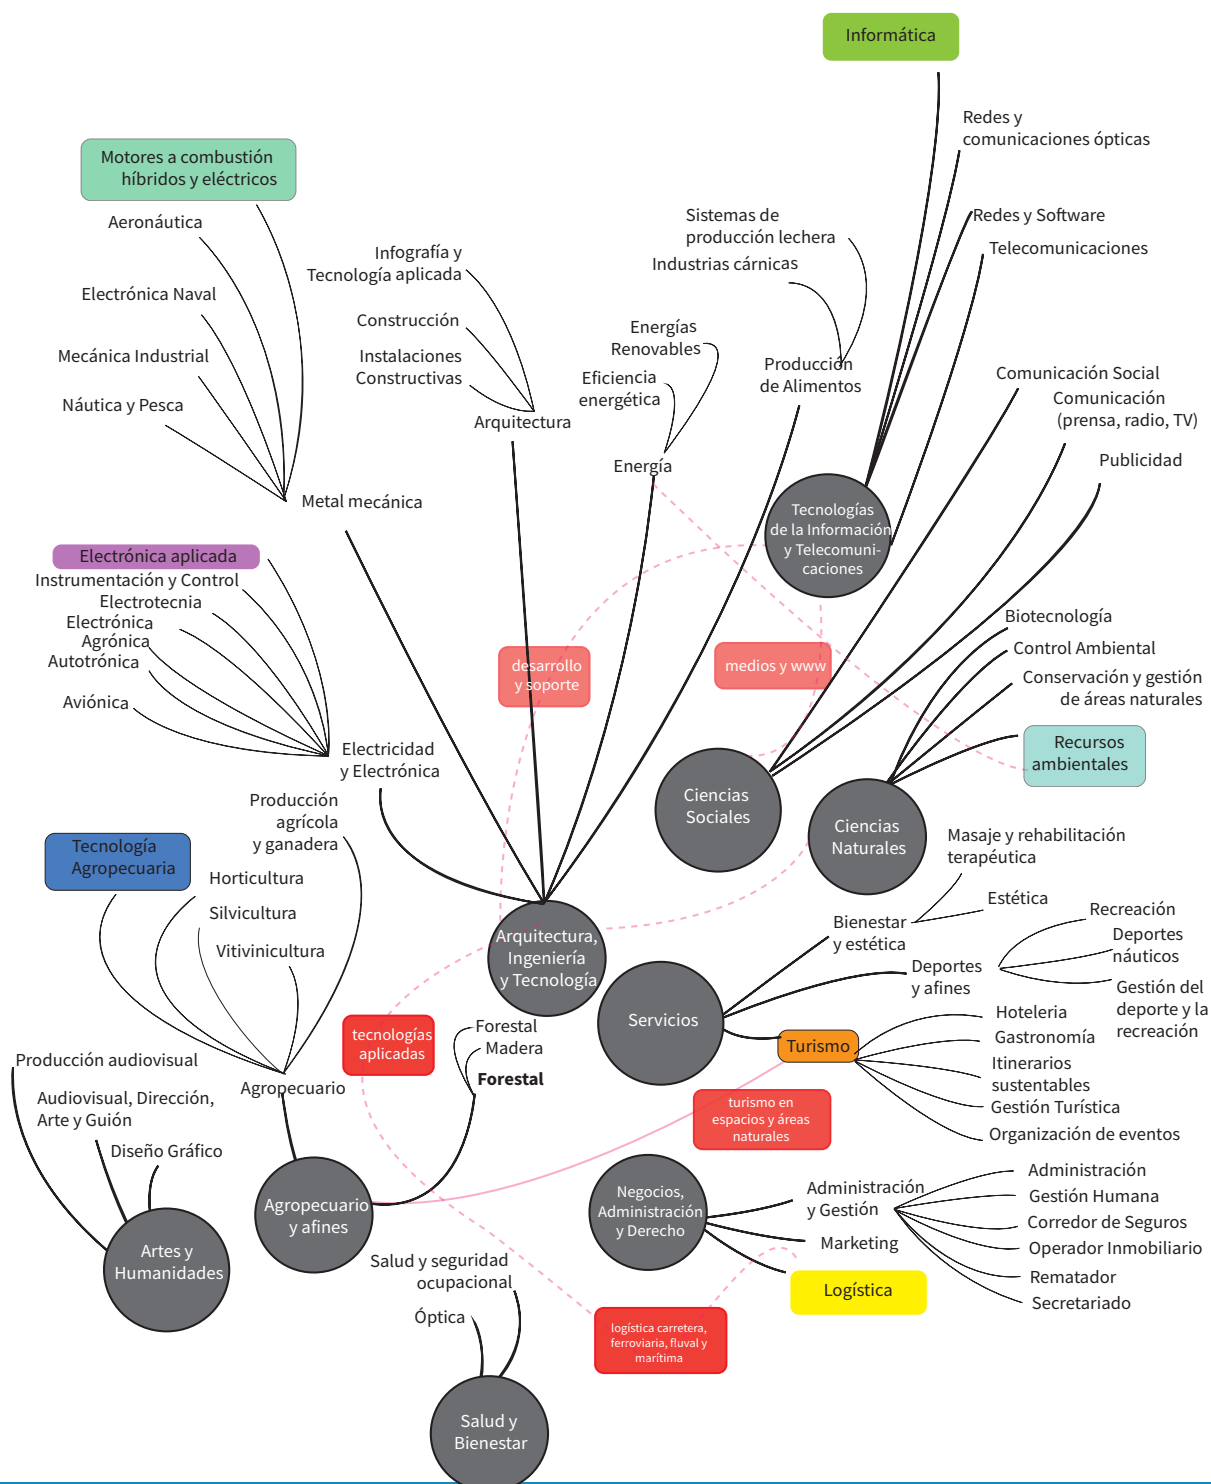 Informática
Redes y
comunicaciones ópticas
Redes y Software
Telecomunicaciones
Motores a combustión
híbridos y eléctricos
Aeronáutica
Electrónica Naval
Mecánica Industrial
Náutica y Pesca
Metal mecánica
Infografía y
Tecnología aplicada
Construcción
Instalaciones
Constructivas
Arquitectura
Energías
Renovables
Eficiencia
energética
Energía
Sistemas de
producción lechera
Industrias cárnicas
Producción
de Alimentos
Tecnologías
de la Información
y Telecomuni-
caciones
Comunicación Social
Comunicación
(prensa, radio, TV)
Publicidad
Electrónica aplicada
Instrumentación y Control
Electrotecnia
Electrónica
Agrónica
Autotrónica
Aviónica
Electricidad
y Electrónica
desarrollo
y soporte
medios y www
Biotecnología
Control Ambiental
Conservación y gestión
de áreas naturales
Recursos
ambientales
Ciencias
Sociales
Ciencias
Naturales
Producción
agrícola
y ganadera
Tecnología
Agropecuaria
Horticultura
Silvicultura
Vitivinicultura
Agropecuario
Arquitectura,
Ingeniería
y Tecnología
Masaje y rehabilitación
terapéutica
Estética
Bienestar
y estética
Recreación
Deportes
náuticos
Gestión del
deporte y la
recreación
Deportes
y afines
Servicios
Turismo
Hoteleria
Gastronomía
Itinerarios
sustentables
Gestión Turística
Organización de eventos
tecnologías
aplicadas
Forestal
Madera
Forestal
turismo en
espacios y áreas
naturales
Producción audiovisual
Audiovisual, Dirección,
Arte y Guión
Diseño Gráfico
Artes y
Humanidades
Agropecuario
y afines
Negocios,
Administración
y Derecho
Administración
y Gestión
Marketing
Logística
Administración
Gestión Humana
Corredor de Seguros
Operador Inmobiliario
Rematador
Secretariado
Salud y seguridad
ocupacional
Óptica
Salud y
Bienestar
logística carretera,
ferroviaria, fluval y
marítima